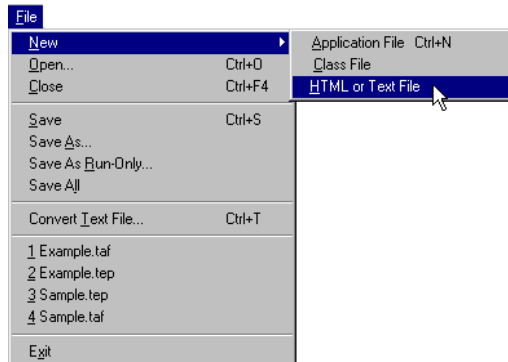 File
New
Open... Ctrl+O
Close Ctrl+F4
Save Ctrl+S
Save As...
Save As Run-Only...
Save All
Convert Text File... Ctrl+T
1 Example.taf
2 Example.tep
3 Sample.tep
4 Sample.taf
Exit
Application File Ctrl+N
Class File
HTML or Text File